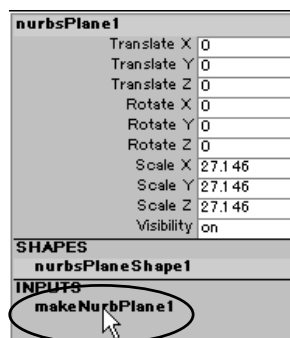 nurbsPlane1
Translate X 0
Translate Y 0
Translate Z 0
Rotate X 0
Rotate Y 0
Rotate Z 0
Scale X 27.146
Scale Y 27.146
Scale Z 27.146
Visibility on
SHAPES
nurbsPlaneShape1
INPUTS
makeNurbPlane1